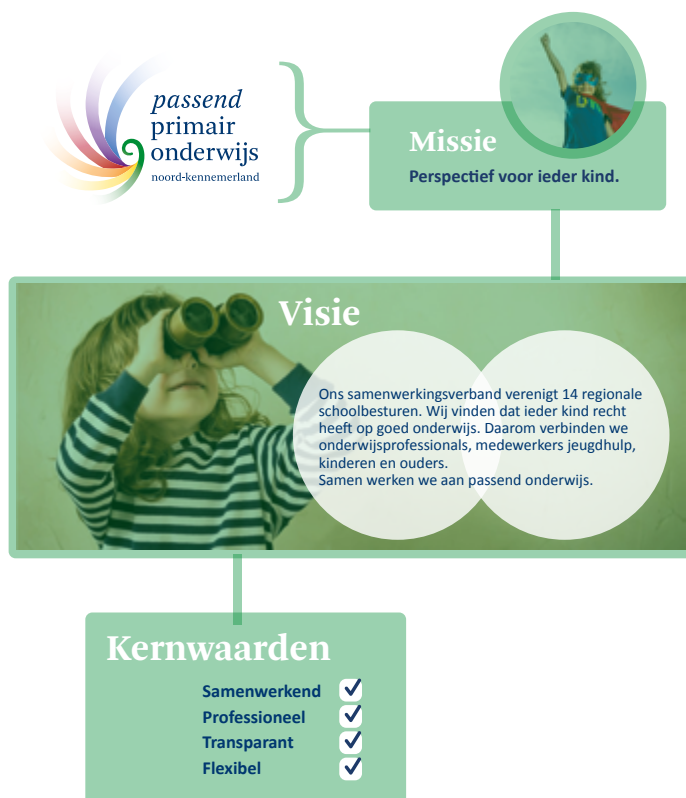 passend
primair
onderwijs
noord-kennemerland
Missie
Perspectief voor ieder kind.
Visie
Ons samenwerkingsverband verenigt 14 regionale
schoolbesturen. Wij vinden dat ieder kind recht
heeft op goed onderwijs. Daarom verbinden we
onderwijsprofessionals, medewerkers jeugdhulp,
kinderen en ouders.
Samen werken we aan passend onderwijs.
Kernwaarden
Samenwerkend
Professioneel
Transparant
Flexibel